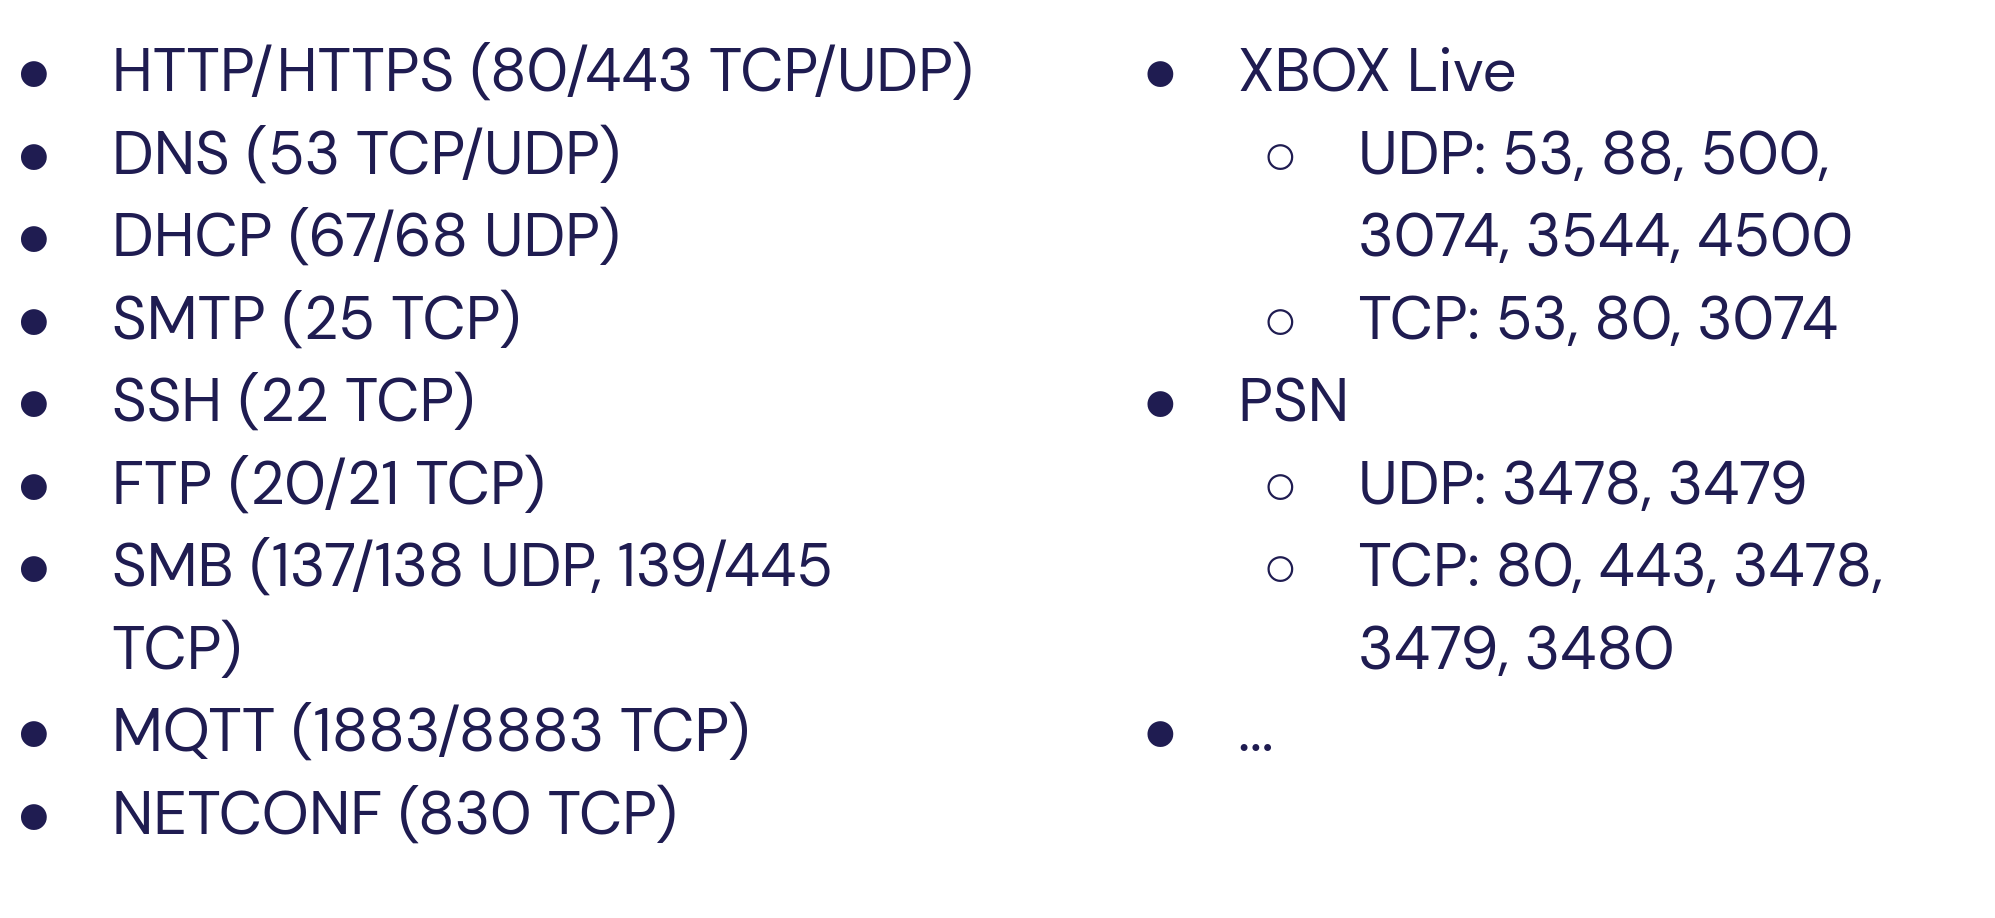 ● HTTP/HTTPS (80/443 TCP/UDP)
● DNS (53 TCP/UDP)
● DHCP (67/68 UDP)
● SMTP (25 TCP)
● SSH (22 TCP)
● FTP (20/21 TCP)
● SMB (137/138 UDP, 139/445
TCP)
● MQTT (1883/8883 TCP)
● NETCONF (830 TCP)
● XBOX Live
○ UDP: 53, 88, 500,
3074, 3544, 4500
○ TCP: 53, 80, 3074
● PSN
○ UDP: 3478, 3479
○ TCP: 80, 443, 3478,
3479, 3480
● ...